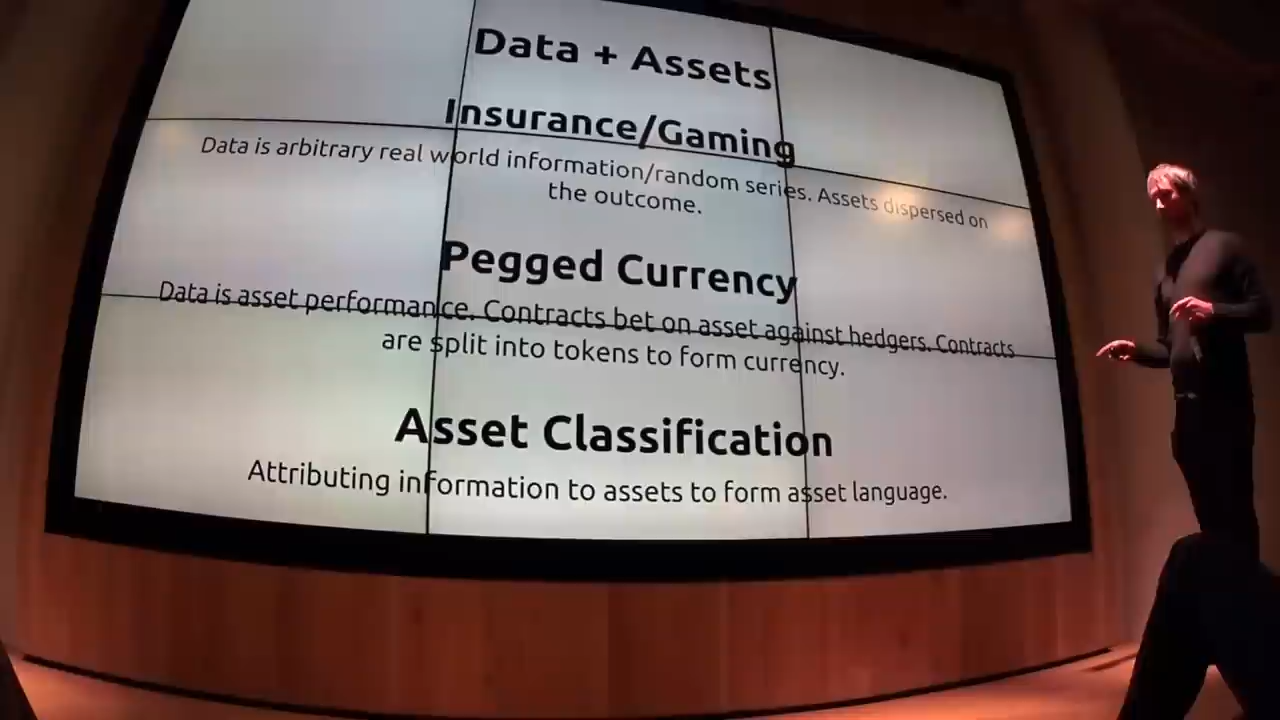 Data + Assets
Insurance/Gaming
Data is arbitrary real world information/random series. Assets dispersed on
the outcome.
Pegged Currency
Data is asset performance. Contracts bet on asset against hedgers. Contracts
are split into tokens to form currency.
Asset Classification
Attributing information to assets to form asset language.